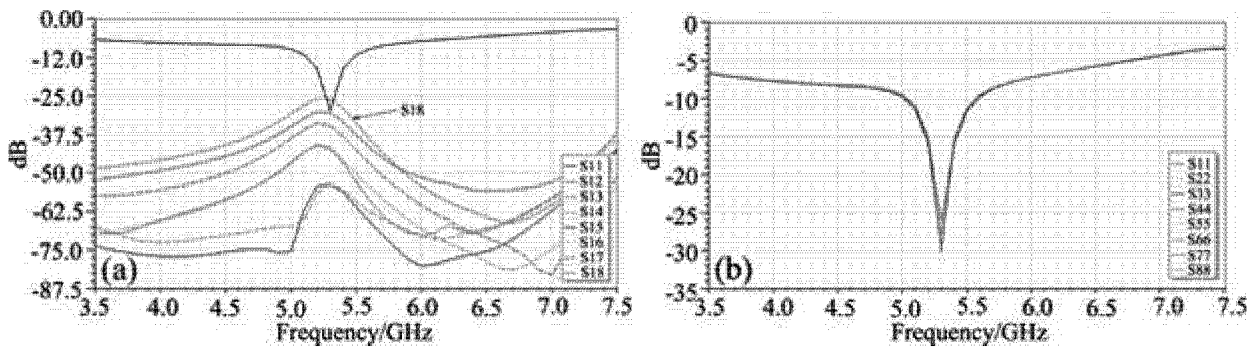 0.00
-12.0
-25.0
-37.5
-50.0
-62.5
-75.0
-87.5
dB
3.5 4.0 4.5 5.0 5.5 6.0 6.5 7.0 7.5
Frequency/GHz
(a)
S18
S11
S12
S13
S14
S15
S16
S17
S18
0
-5
-10
-15
-20
-25
-30
-35
dB
3.5 4.0 4.5 5.0 5.5 6.0 6.5 7.0 7.5
Frequency/GHz
(b)
S11
S22
S33
S44
S55
S66
S77
S88